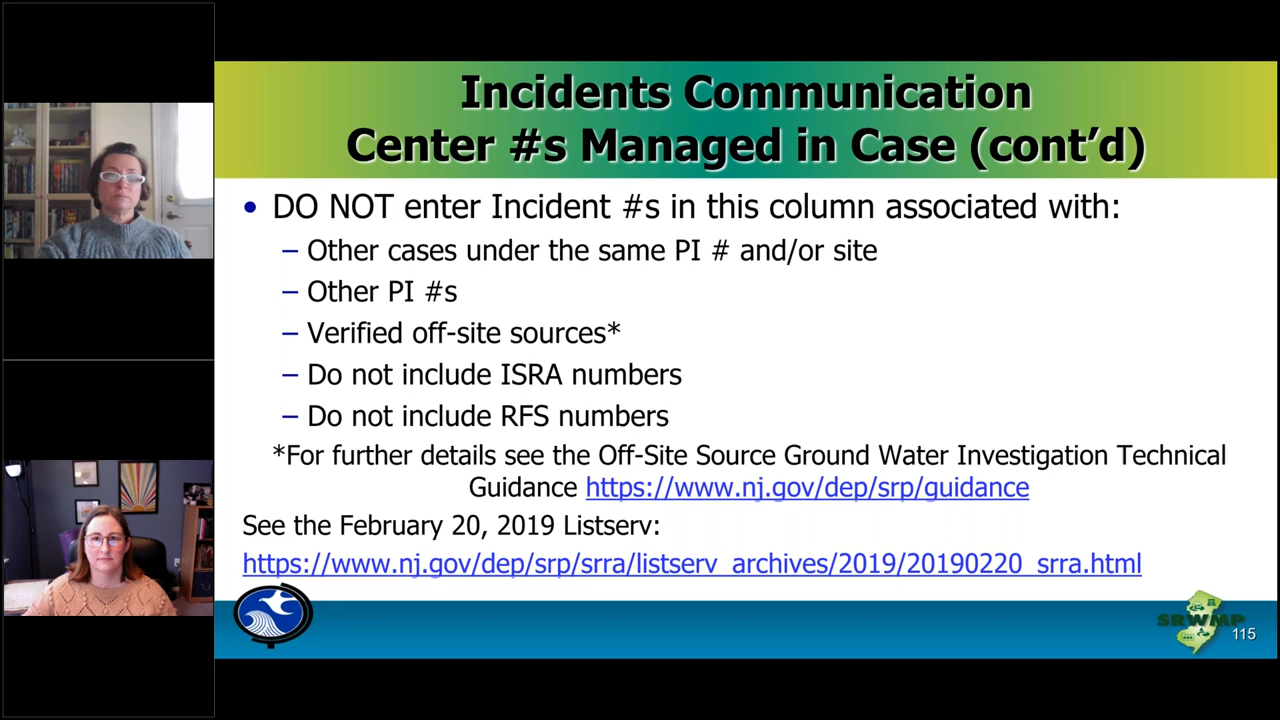 Incidents Communication
Center #s Managed in Case (cont’d)
• DO NOT enter Incident #s in this column associated with:
– Other cases under the same PI # and/or site
– Other PI #s
– Verified off-site sources*
– Do not include ISRA numbers
– Do not include RFS numbers
*For further details see the Off-Site Source Ground Water Investigation Technical
Guidance https://www.nj.gov/dep/srp/guidance
See the February 20, 2019 Listserv:
https://www.nj.gov/dep/srp/srra/listserv_archives/2019/20190220_srra.html
SRWMP
115